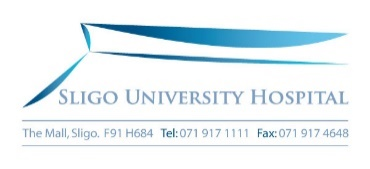 SLIGO UNIVERSITY HOSPITAL
The Mall, Sligo. F91 H684 Tel: 071 917 1111 Fax: 071 917 4648